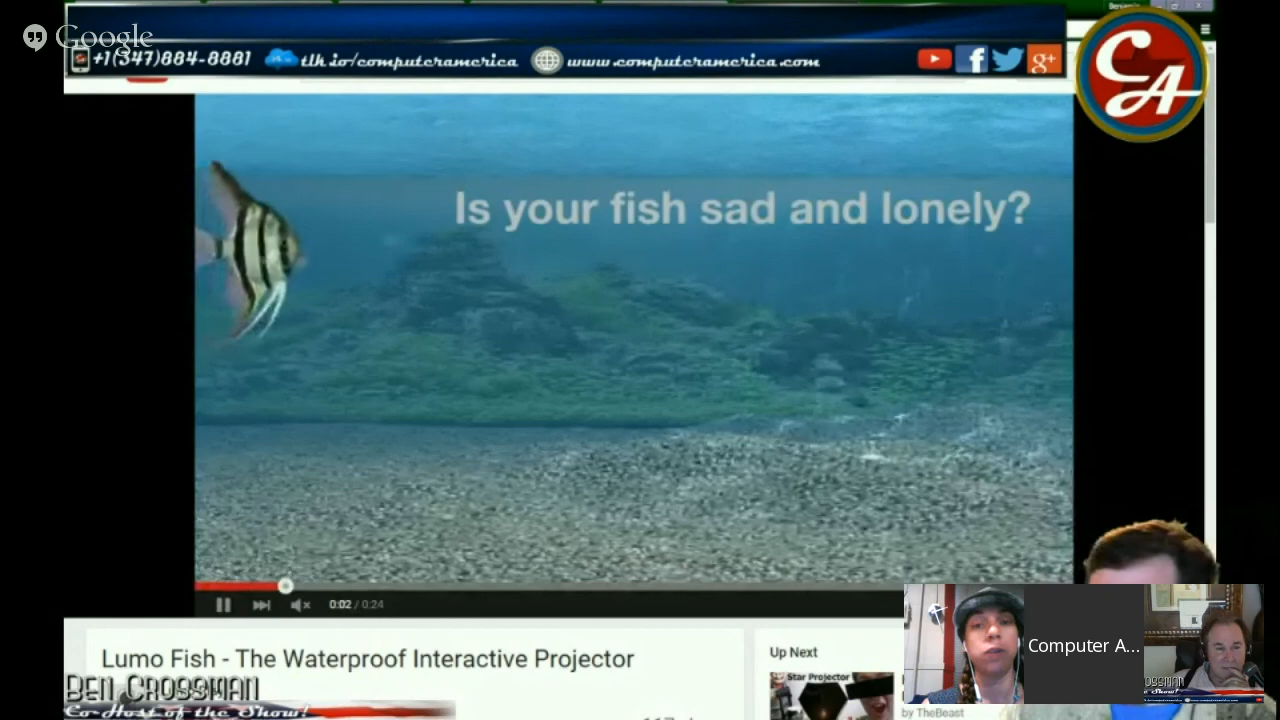 Benjamin
Google
+1(347)884-8881 tlk.io/computeramerica www.computeramerica.com
f g+
CA
Is your fish sad and lonely?
0:02 / 0:24
Lumo Fish - The Waterproof Interactive Projector
Up Next
Star Projector
by TheBeast
BEN CROSSMAN
Co-Host of the Show!
Computer A...